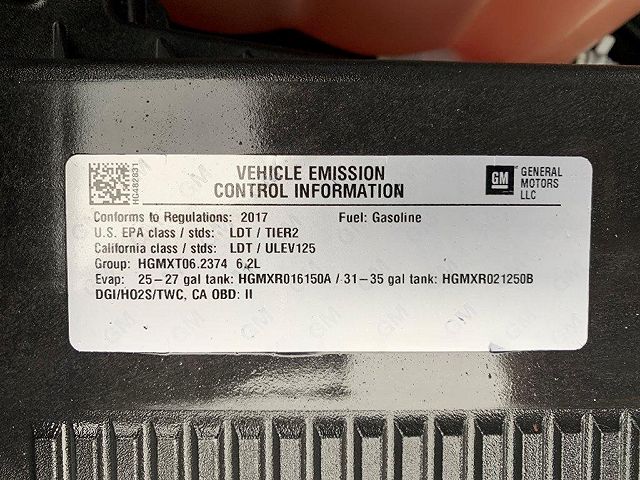 HC482831
VEHICLE EMISSION
CONTROL INFORMATION
GM
GENERAL
MOTORS
LLC
Conforms to Regulations: 2017 Fuel: Gasoline
U.S. EPA class / stds: LDT / TIER2
California class / stds: LDT / ULEV125
Group: HGMXT06.2374 6.2L
Evap: 25-27 gal tank: HGMXR016150A / 31-35 gal tank: HGMXR021250B
DGI/HO2S/TWC, CA OBD: II